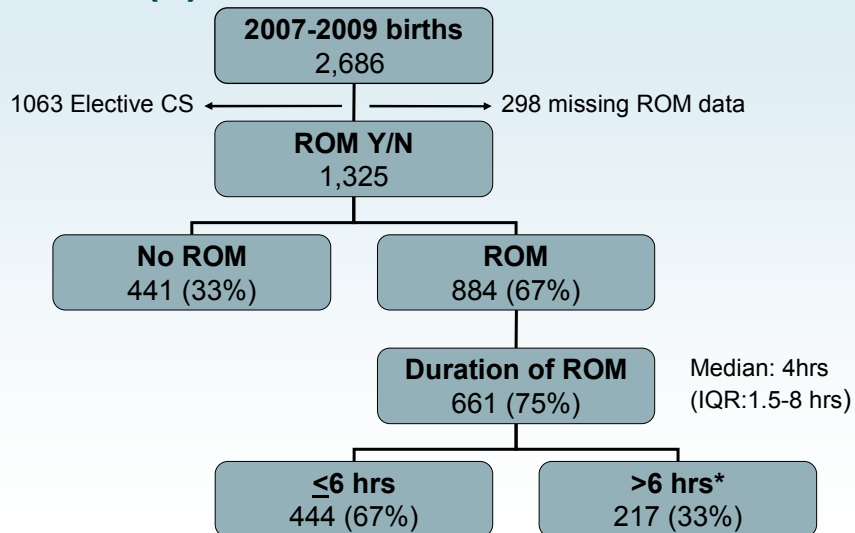 2007-2009 births
2,686
1063 Elective CS
298 missing ROM data
ROM Y/N
1,325
No ROM
441 (33%)
ROM
884 (67%)
Duration of ROM
661 (75%)
Median: 4hrs
(IQR:1.5-8 hrs)
≤6 hrs
444 (67%)
>6 hrs*
217 (33%)